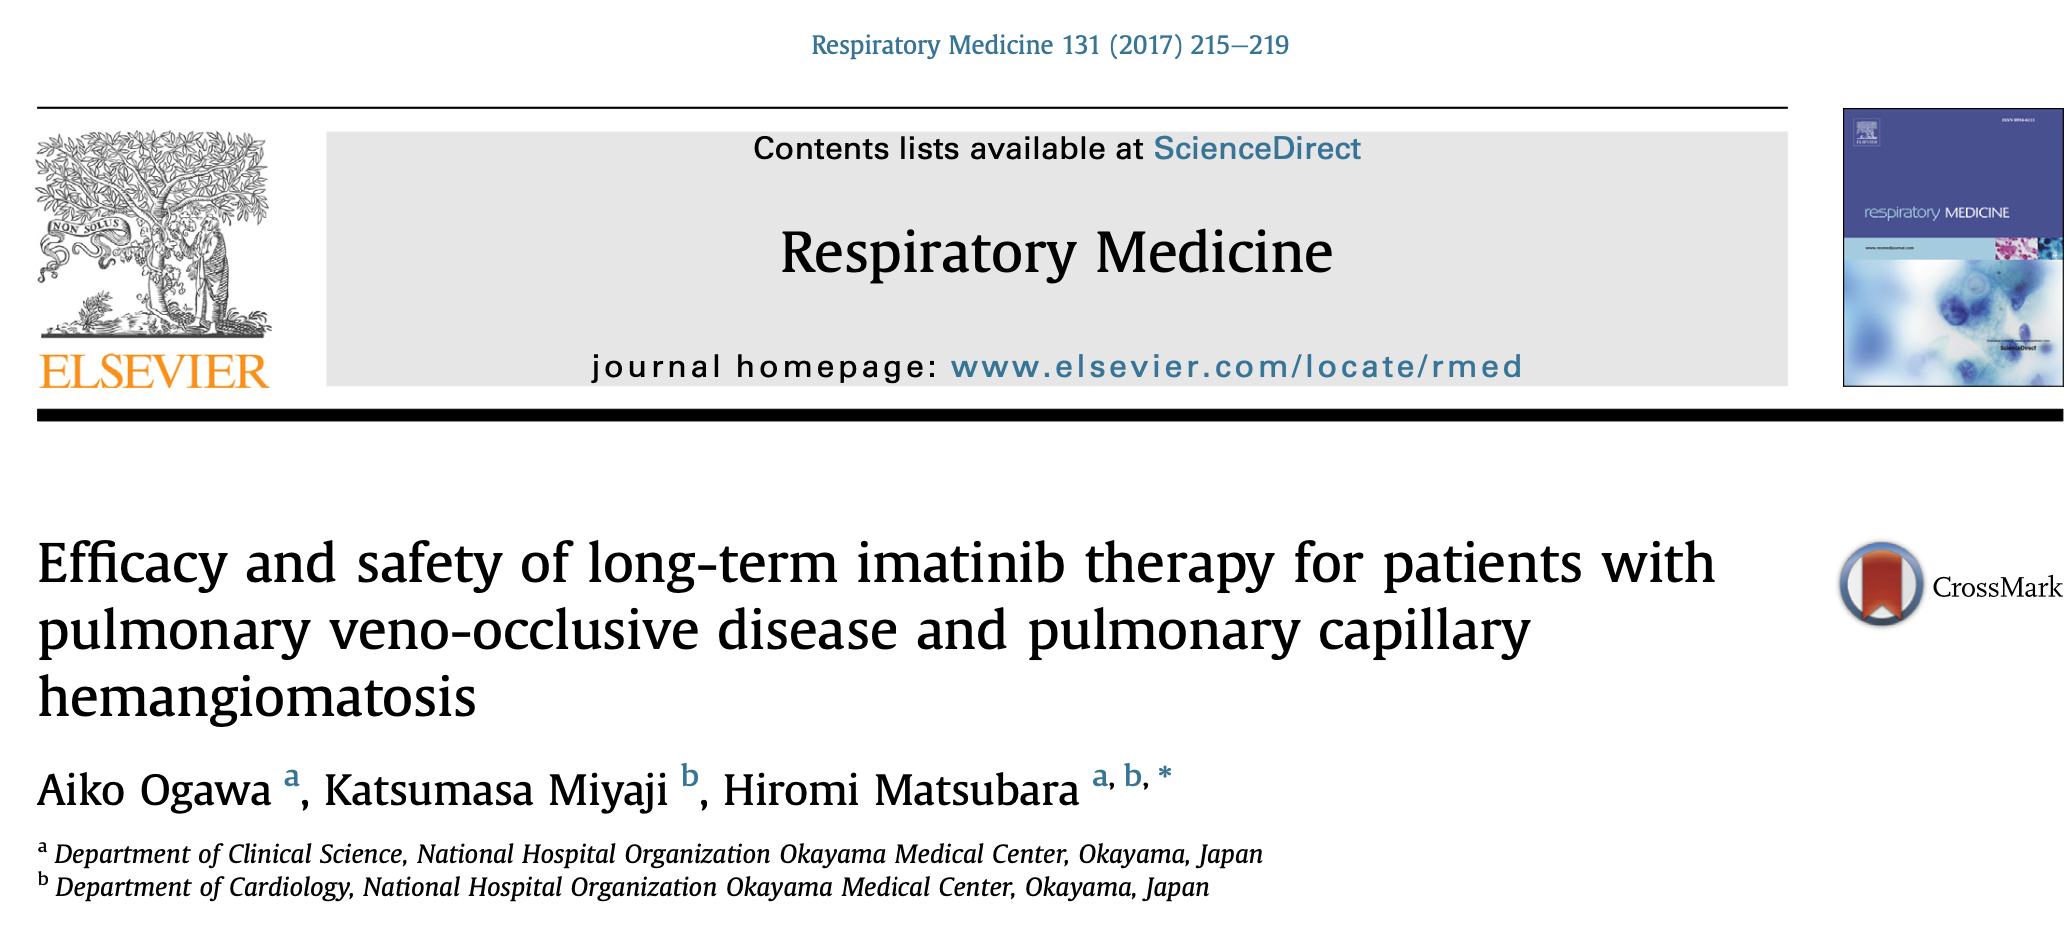 Respiratory Medicine 131 (2017) 215–219
NON SOLUS
ELSEVIER
Contents lists available at ScienceDirect
Respiratory Medicine
journal homepage: www.elsevier.com/locate/rmed
respiratory MEDICINE
ScienceDirect
Efficacy and safety of long-term imatinib therapy for patients with
pulmonary veno-occlusive disease and pulmonary capillary
hemangiomatosis
CrossMark
Aiko Ogawa a, Katsumasa Miyaji b, Hiromi Matsubara a, b, *
a Department of Clinical Science, National Hospital Organization Okayama Medical Center, Okayama, Japan
b Department of Cardiology, National Hospital Organization Okayama Medical Center, Okayama, Japan